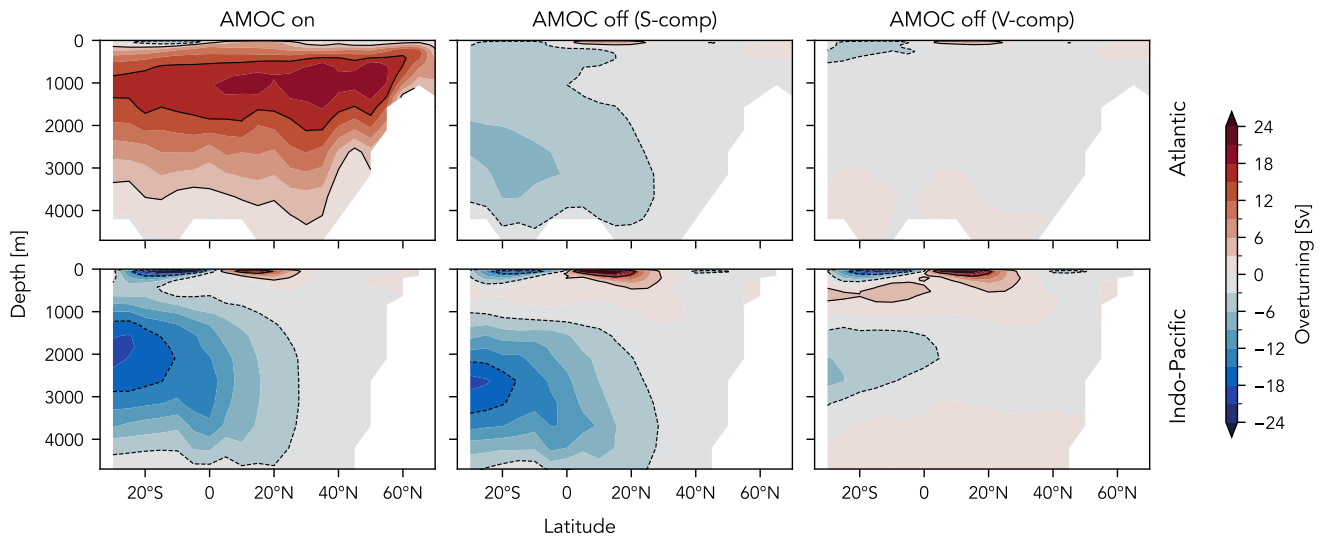 AMOC on
AMOC off (S-comp)
AMOC off (V-comp)
0
1000
2000
3000
4000
Atlantic
Depth [m]
0
1000
2000
3000
4000
Indo-Pacific
20°S 0 20°N 40°N 60°N
20°S 0 20°N 40°N 60°N
20°S 0 20°N 40°N 60°N
Latitude
24
18
12
6
0
−6
−12
−18
−24
Overturning [Sv]